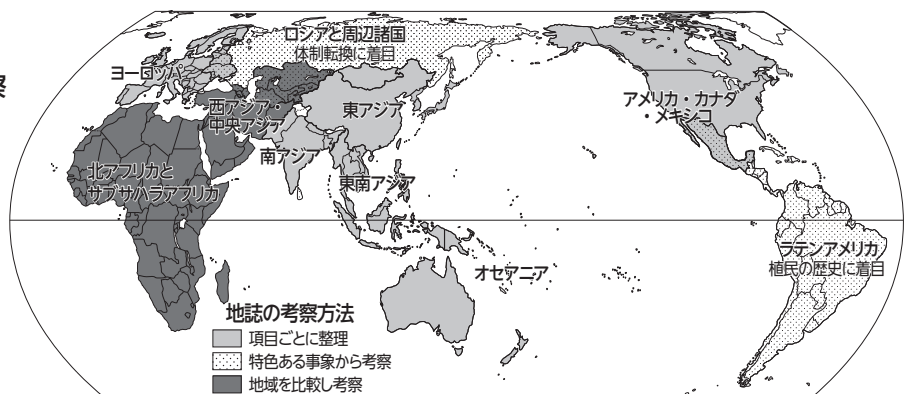 察
ロシアと周辺諸国
体制転換に着目
ヨーロッパ
西アジア・
中央アジア
東アジア
アメリカ・カナダ
・メキシコ
南アジア
北アフリカと
サブサハラアフリカ
東南アジア
ラテンアメリカ
植民の歴史に着目
オセアニア
地誌の考察方法
項目ごとに整理
特色ある事象から考察
地域を比較し考察